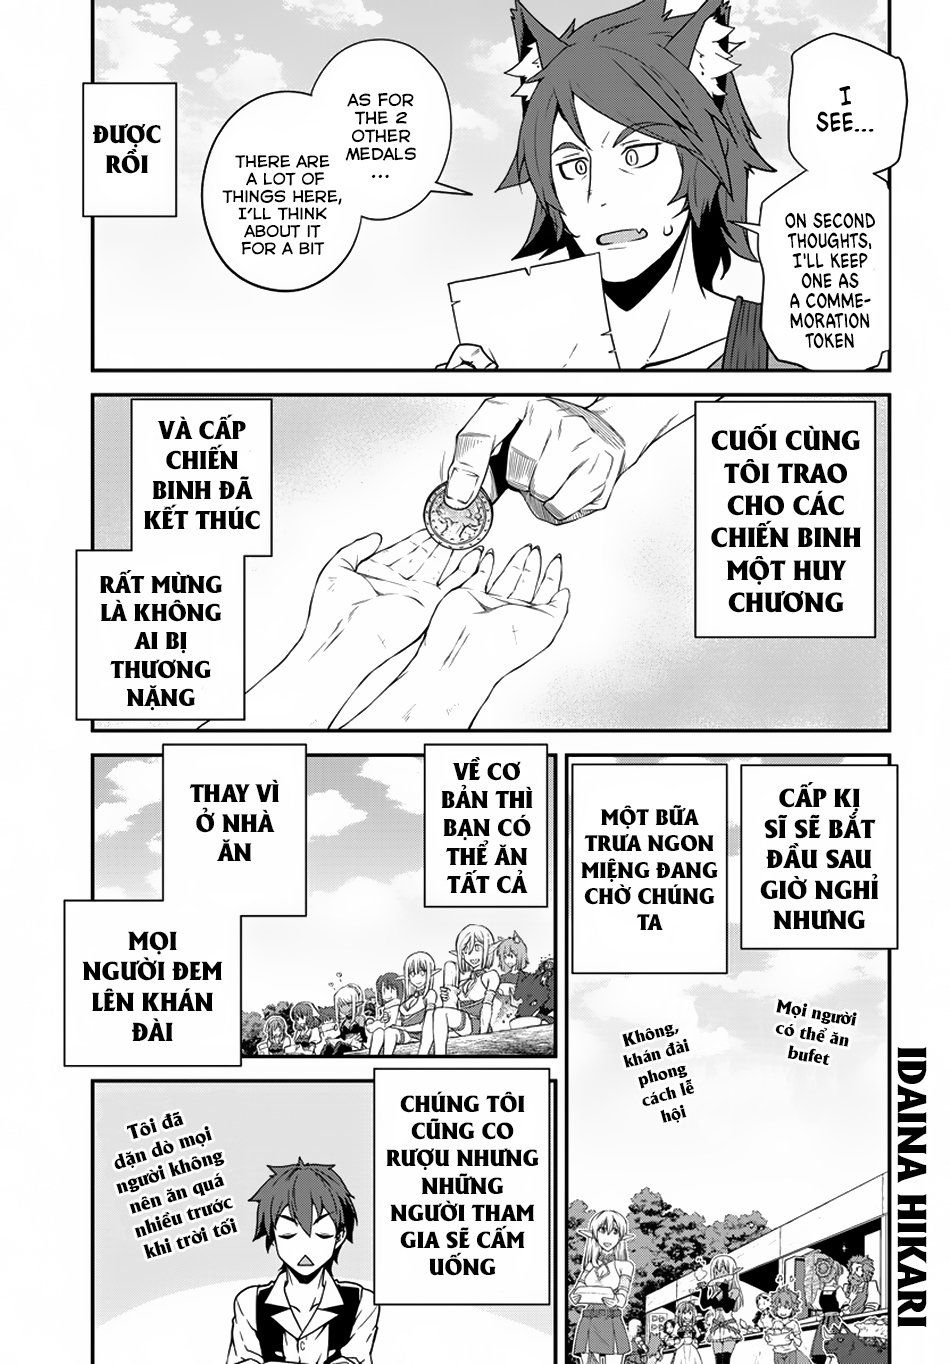 I
SEE...
ON SECOND
THOUGHTS,
I'LL KEEP
ONE AS
A COMME-
MORATION
TOKEN
AS FOR
THE 2
OTHER
MEDALS
...
THERE ARE
A LOT OF
THINGS HERE,
I'LL THINK
ABOUT IT
FOR A BIT
ĐƯỢC
RỒI
CUỐI CÙNG
TÔI TRAO
CHO CÁC
CHIẾN BINH
MỘT HUY
CHƯƠNG
VÀ CẤP
CHIẾN
BINH ĐÃ
KẾT THÚC
RẤT MỪNG
LÀ KHÔNG
AI BỊ
THƯƠNG
NẶNG
CẤP KỊ
SĨ SẼ BẮT
ĐẦU SAU
GIỜ NGHỈ
NHƯNG
MỘT BỮA
TRƯA NGON
MIỆNG ĐANG
CHỜ CHÚNG
TA
Mọi người
có thể ăn
bufet
Không,
khán đài
phong
cách lễ
hội
VỀ CƠ
BẢN THÌ
BẠN CÓ
THỂ ĂN
TẤT CẢ
THAY VÌ
Ở NHÀ
ĂN
MỌI
NGƯỜI ĐEM
LÊN KHÁN
ĐÀI
CHÚNG TÔI
CŨNG CO
RƯỢU NHƯNG
NHỮNG
NGƯỜI THAM
GIA SẼ CẤM
UỐNG
Tôi đã
dặn dò mọi
người không
nên ăn quá
nhiều trước
khi trời tối
IDAINA HIKARI